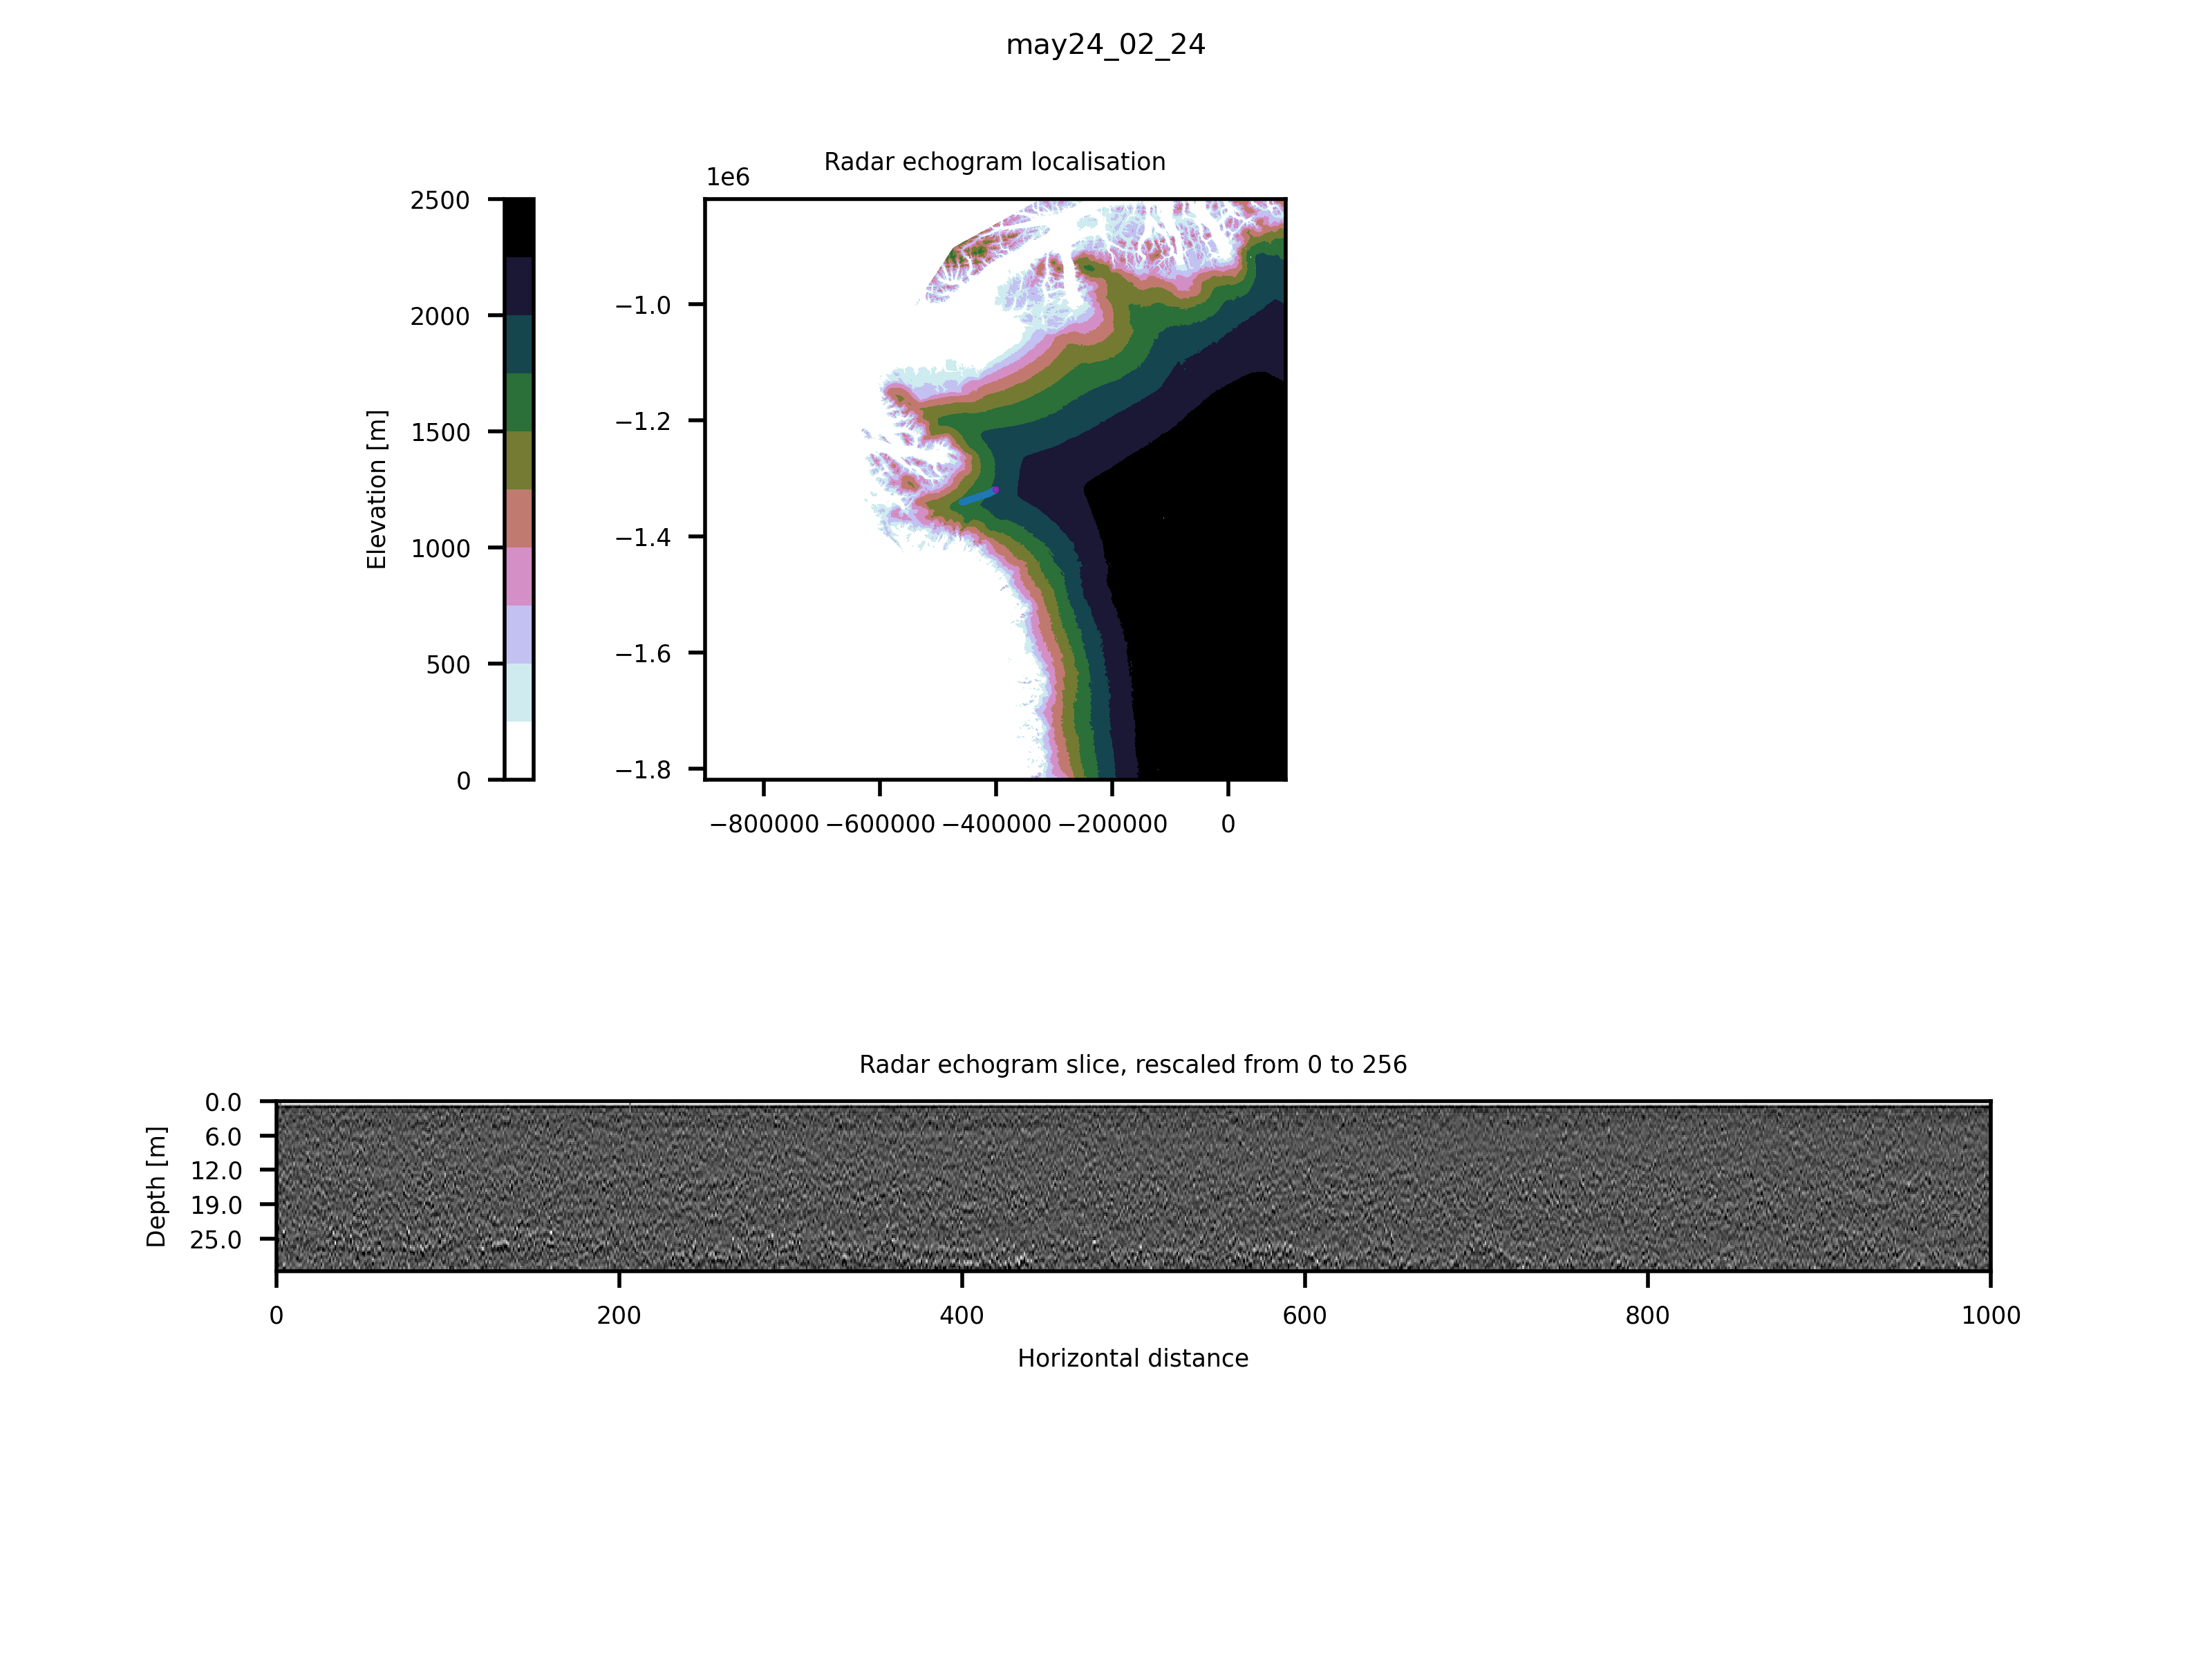 may24_02_24
Radar echogram localisation
1e6
2500
2000
1500
1000
500
0
Elevation [m]
−1.0
−1.2
−1.4
−1.6
−1.8
−800000 −600000 −400000 −200000 0
Radar echogram slice, rescaled from 0 to 256
0.0
6.0
12.0
19.0
25.0
Depth [m]
0 200 400 600 800 1000
Horizontal distance